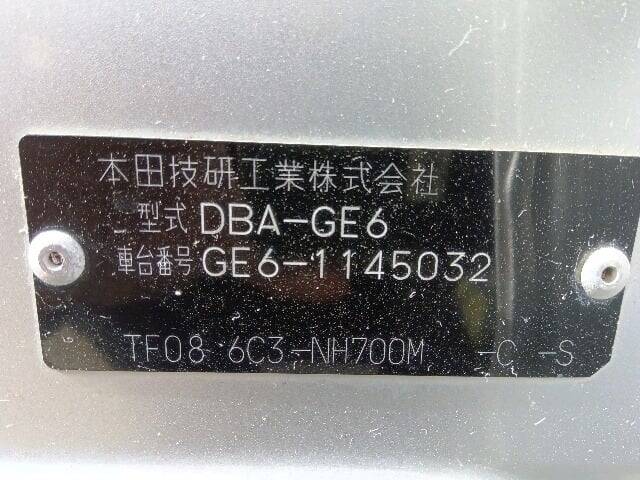 本田技研工業株式会社
型式 DBA-GE6
車台番号 GE6-1145032
TF08 6C3-NH700M -C -S